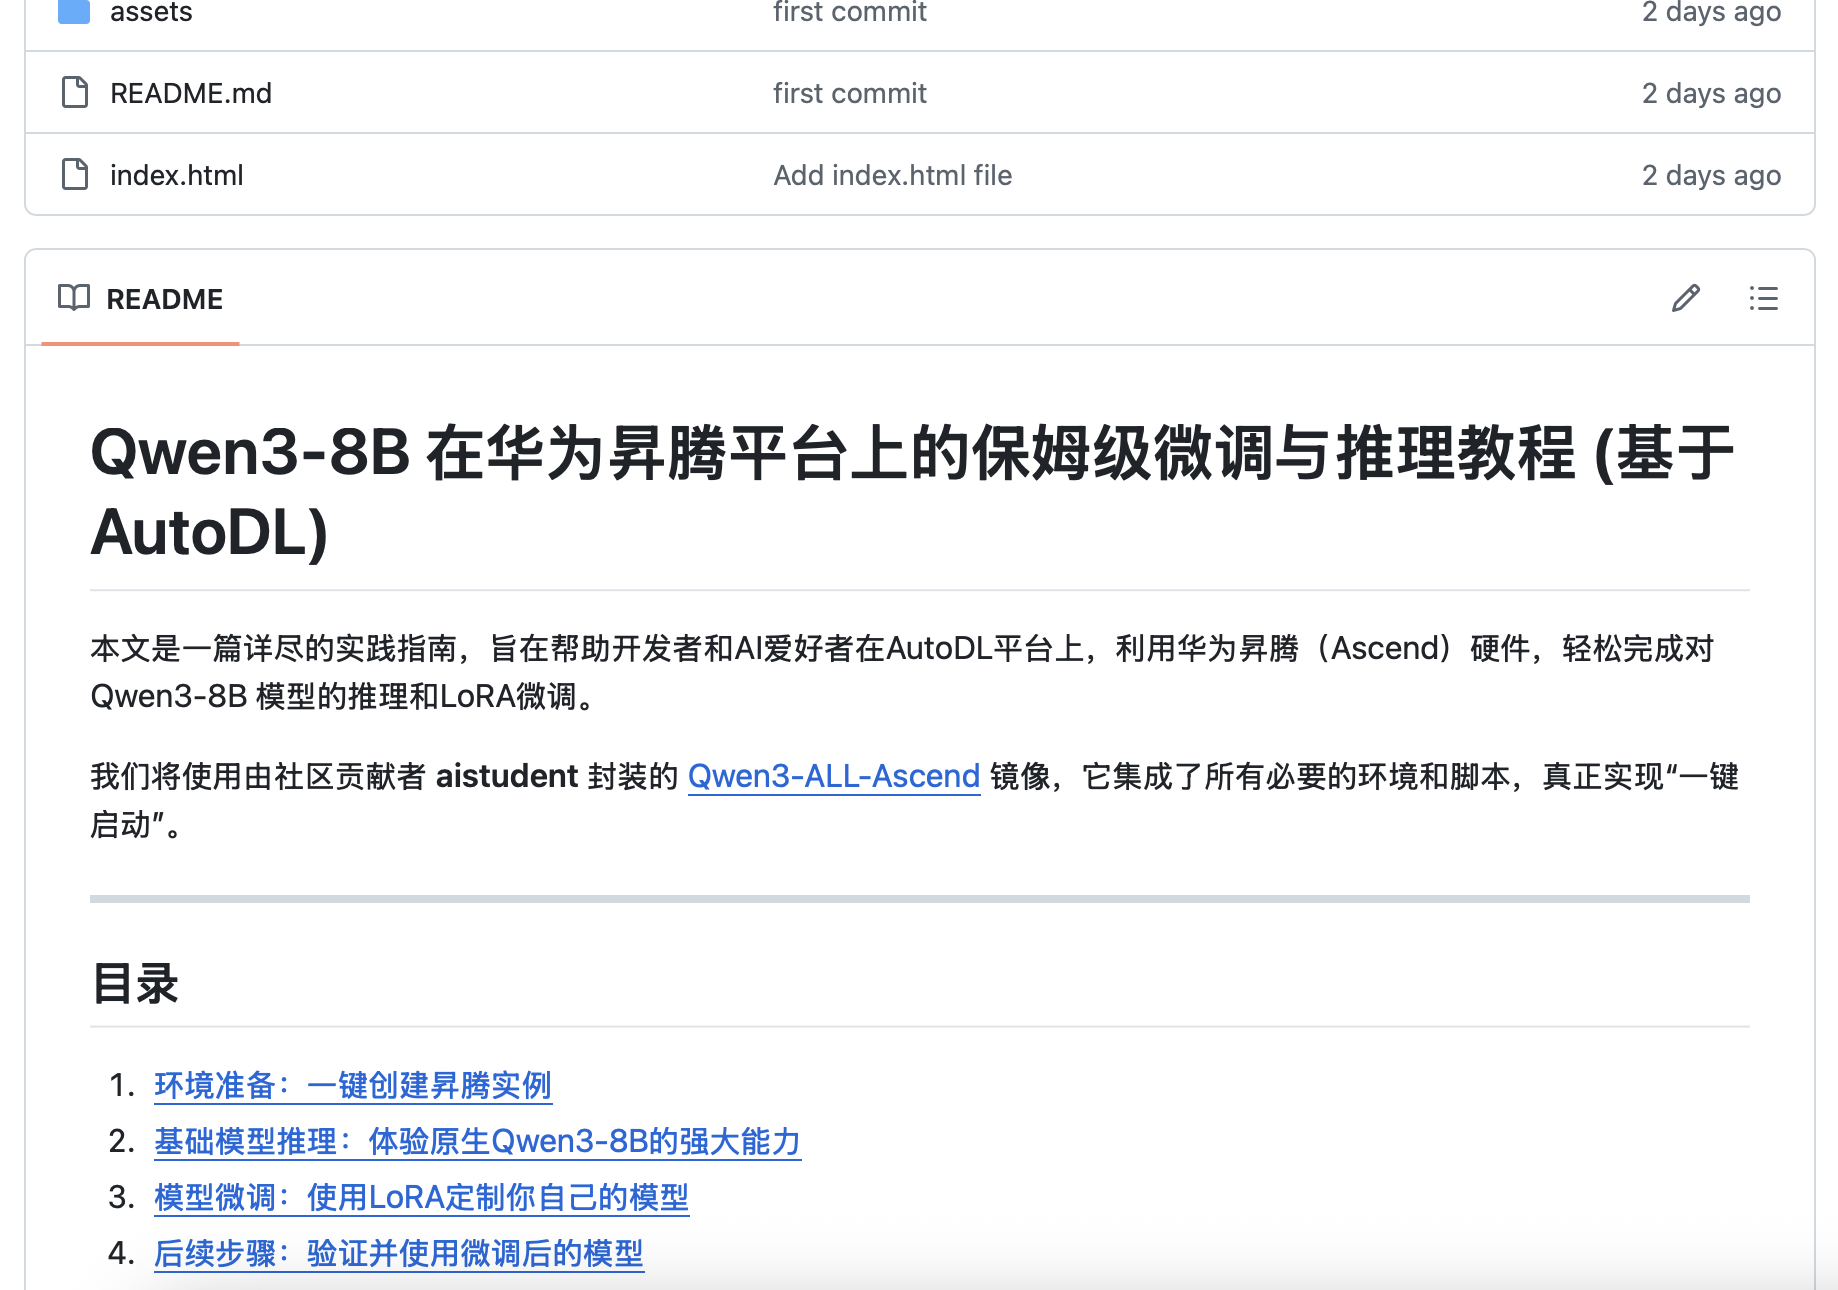 assets first commit 2 days ago
README.md first commit 2 days ago
index.html Add index.html file 2 days ago
README
Qwen3-8B 在华为昇腾平台上的保姆级微调与推理教程 (基于
AutoDL)
本文是一篇详尽的实践指南，旨在帮助开发者和AI爱好者在AutoDL平台上，利用华为昇腾（Ascend）硬件，轻松完成对
Qwen3-8B 模型的推理和LoRA微调。
我们将使用由社区贡献者 aistudent 封装的 Qwen3-ALL-Ascend 镜像，它集成了所有必要的环境和脚本，真正实现“一键
启动”。
目录
1. 环境准备：一键创建昇腾实例
2. 基础模型推理：体验原生Qwen3-8B的强大能力
3. 模型微调：使用LoRA定制你自己的模型
4. 后续步骤：验证并使用微调后的模型